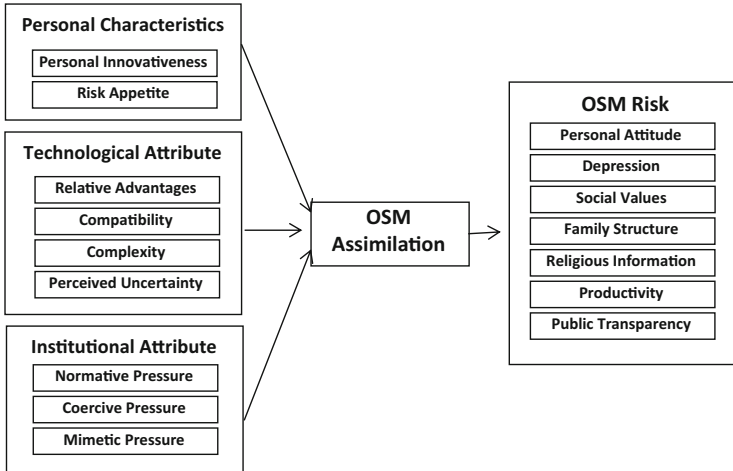 Personal Characteristics
Personal Innovativeness
Risk Appetite
Technological Attribute
Relative Advantages
Compatibility
Complexity
Perceived Uncertainty
Institutional Attribute
Normative Pressure
Coercive Pressure
Mimetic Pressure
OSM
Assimilation
OSM Risk
Personal Attitude
Depression
Social Values
Family Structure
Religious Information
Productivity
Public Transparency